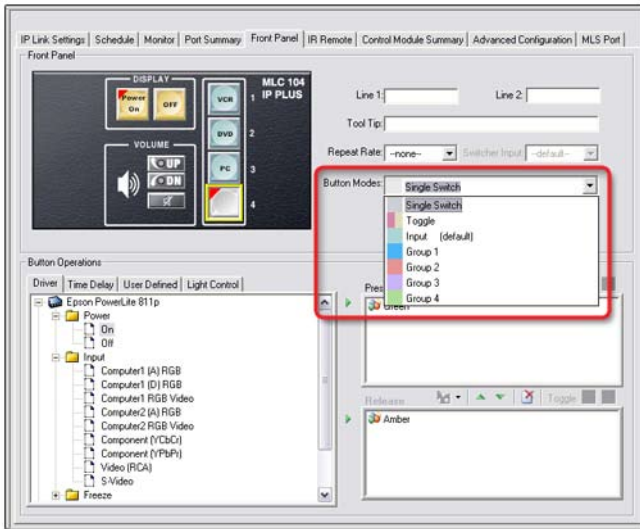 IP Link Settings Schedule Monitor Port Summary Front Panel IR Remote Control Module Summary Advanced Configuration MLS Port
Front Panel
DISPLAY
Power On
OFF
VOLUME
UP
DN
VCR 1
DVD 2
PC 3
4
MLC 104
IP PLUS
Line 1:
Line 2:
Tool Tip:
Repeat Rate: --none--
Switcher Input: --default--
Button Modes: Single Switch
Single Switch
Toggle
Input (default)
Group 1
Group 2
Group 3
Group 4
Button Operations
Driver Time Delay User Defined Light Control
Epson PowerLite 811p
Power
On
Off
Input
Computer1 (A) RGB
Computer1 (D) RGB
Computer1 RGB Video
Computer2 (A) RGB
Computer2 RGB Video
Component (YCbCr)
Component (YPbPr)
Video (RCA)
S-Video
Freeze
Green
Release
Toggle
Amber